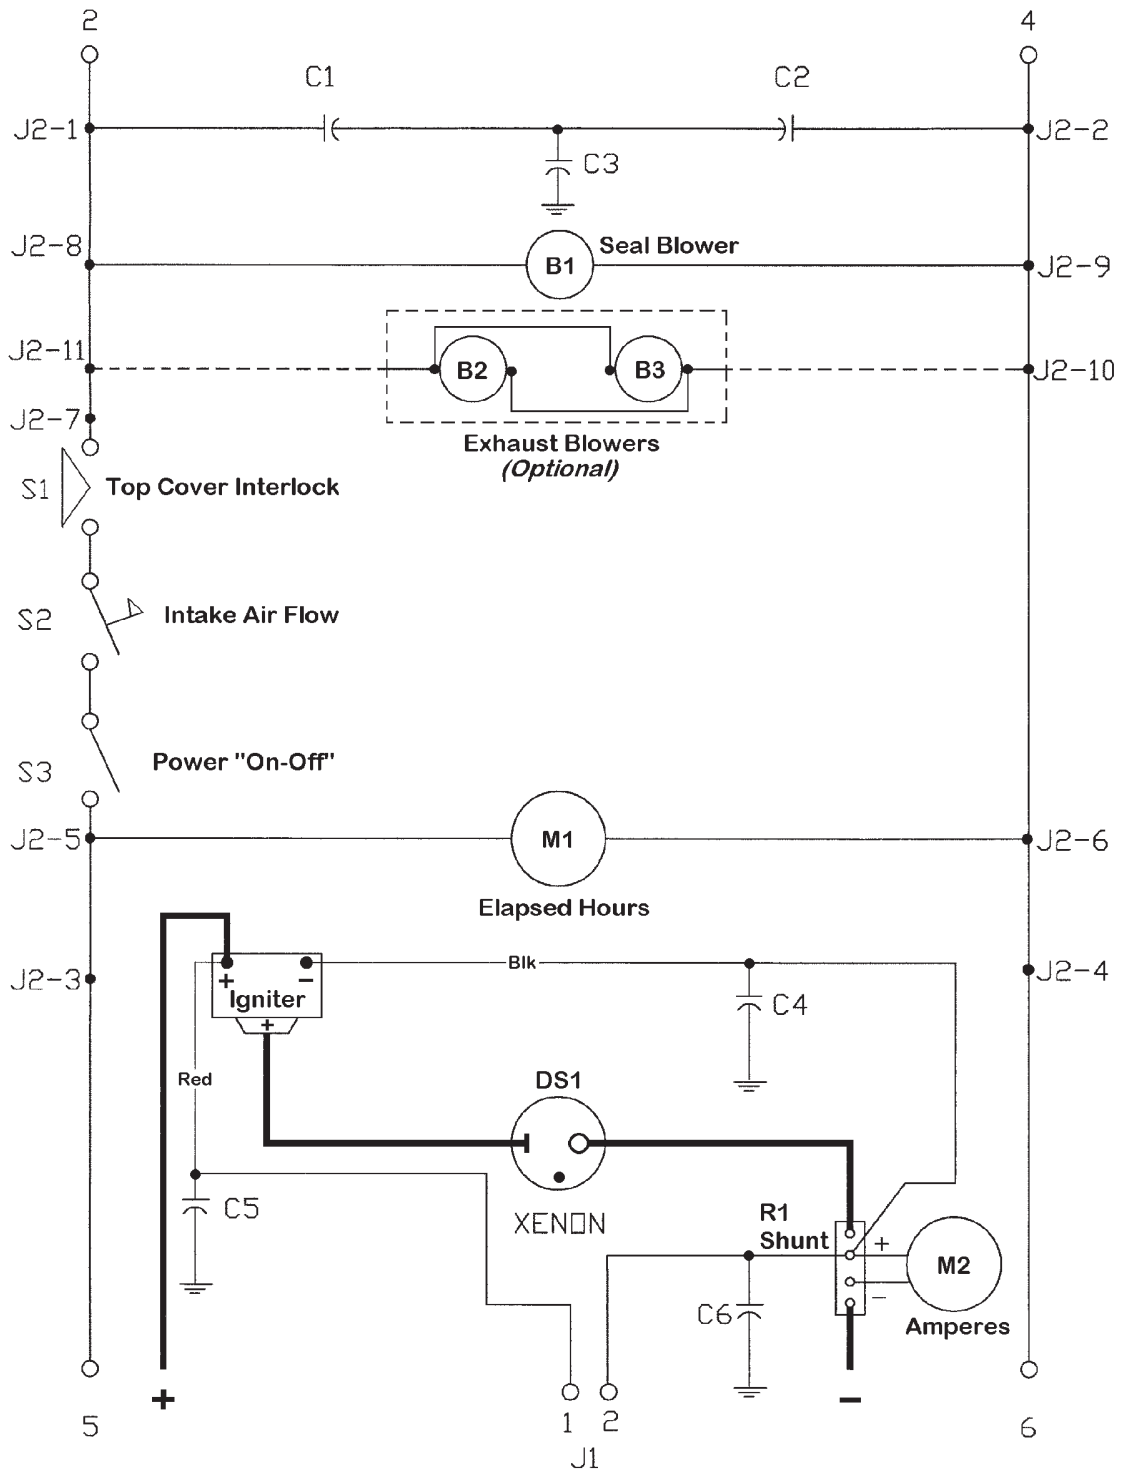 2 4
C1 C2
J2-1 J2-2
C3
J2-8 Seal Blower
B1 J2-9
J2-11 B2 B3 J2-10
J2-7
Exhaust Blowers
(Optional)
S1 Top Cover Interlock
S2 Intake Air Flow
S3 Power "On-Off"
J2-5 M1 J2-6
Elapsed Hours
Blk
J2-3 + − J2-4
Igniter C4
+
Red DS1
C5 XENON R1
Shunt + M2
C6 −
Amperes
+ −
5 1 2 6
J1